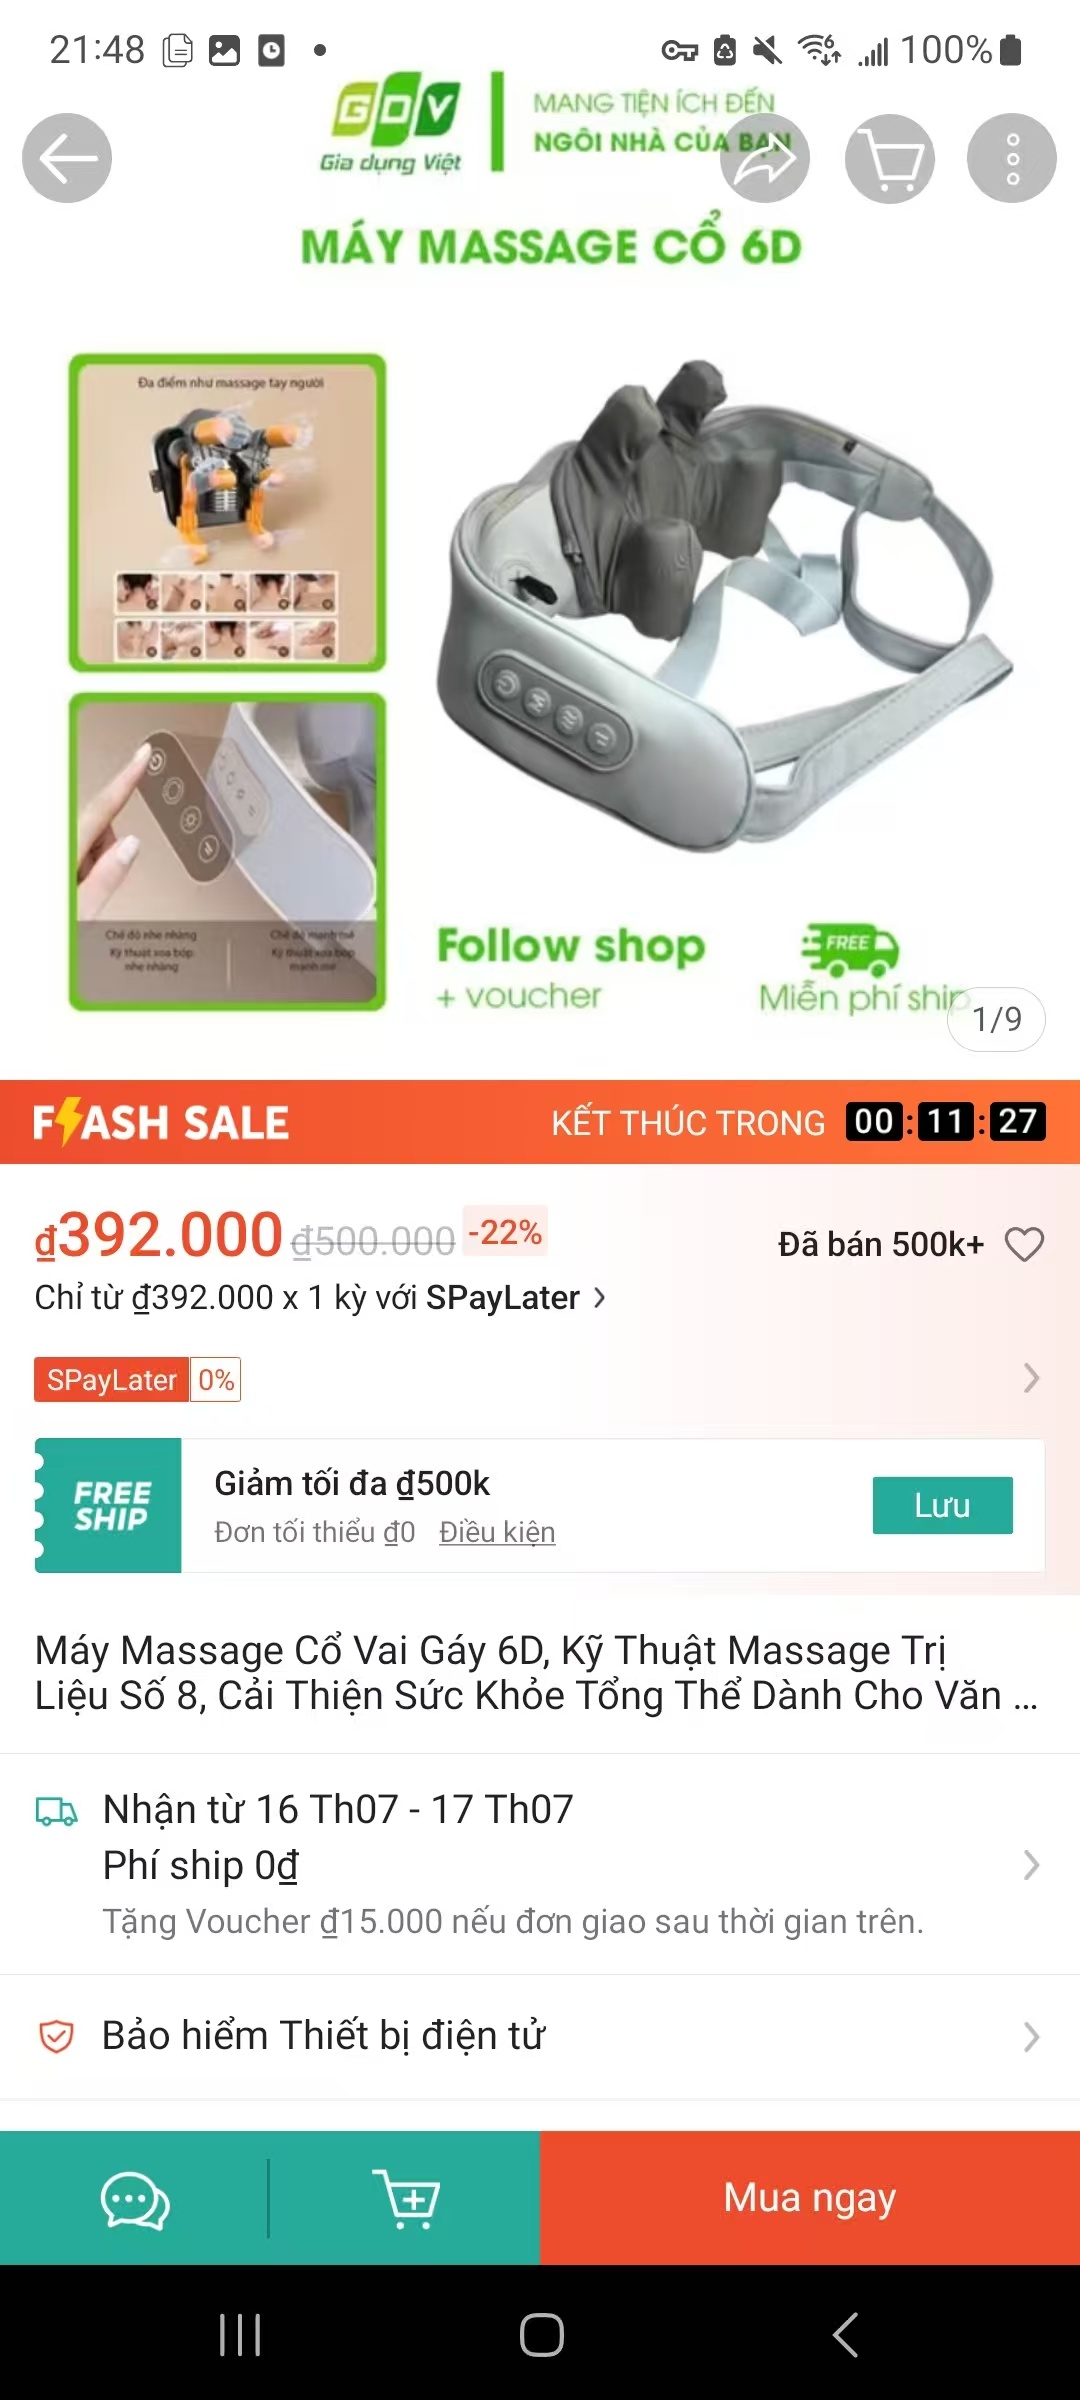 21:48
6
100%
GDV
Gia dụng Việt
MANG TIỆN ÍCH ĐẾN
NGÔI NHÀ CỦA BẠN
MÁY MASSAGE CỔ 6D
Đa điểm như massage tay người
Chế độ nhẹ nhàng
Kỹ thuật xoa bóp
nhẹ nhàng
Chế độ mạnh mẽ
Kỹ thuật xoa bóp
mạnh mẽ
Follow shop
+ voucher
FREE
Miễn phí ship
1/9
FLASH SALE
KẾT THÚC TRONG 00:11:27
₫392.000 ₫500.000 -22%
Đã bán 500k+
Chỉ từ ₫392.000 x 1 kỳ với SPayLater >
SPayLater 0%
FREE
SHIP
Giảm tối đa ₫500k
Đơn tối thiểu ₫0 Điều kiện
Lưu
Máy Massage Cổ Vai Gáy 6D, Kỹ Thuật Massage Trị
Liệu Số 8, Cải Thiện Sức Khỏe Tổng Thể Dành Cho Văn ...
Nhận từ 16 Th07 - 17 Th07
Phí ship 0₫
Tặng Voucher ₫15.000 nếu đơn giao sau thời gian trên.
Bảo hiểm Thiết bị điện tử
Mua ngay